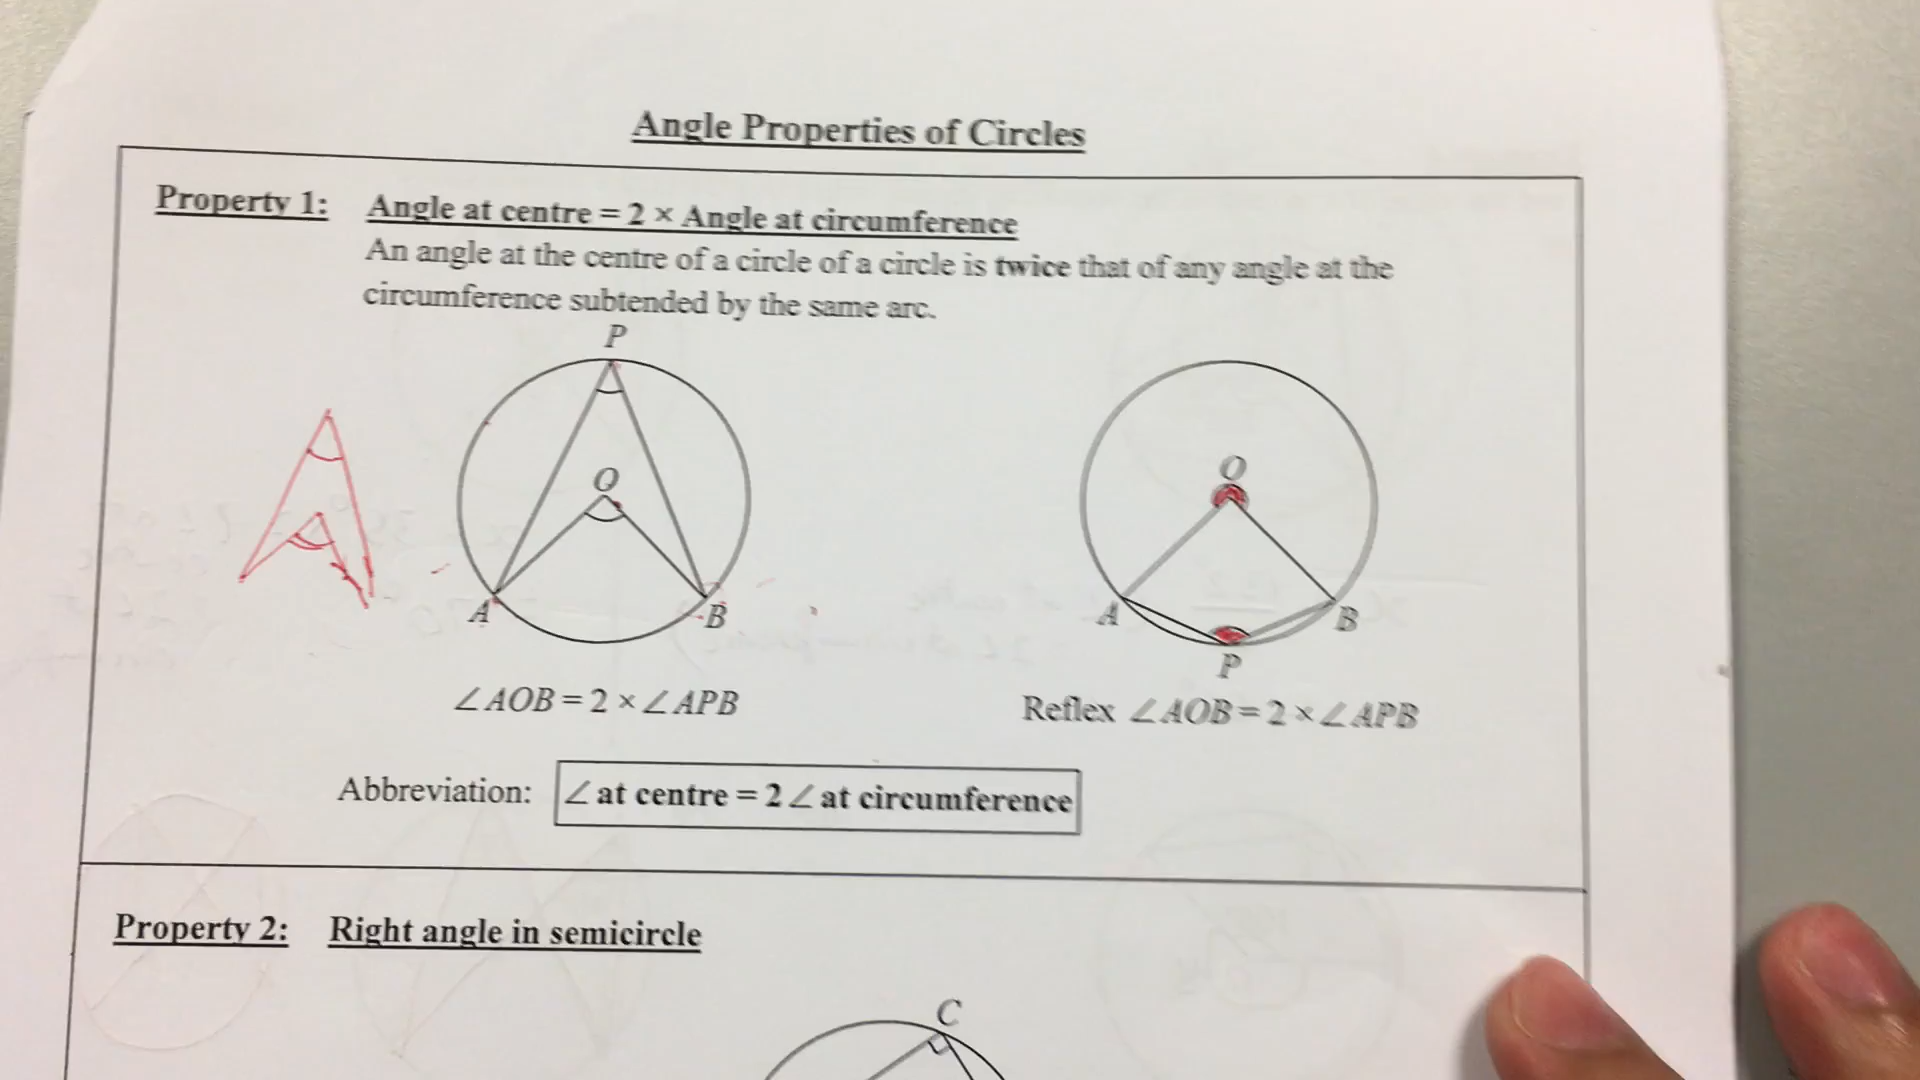 Angle Properties of Circles
Property 1: Angle at centre = 2 × Angle at circumference
An angle at the centre of a circle of a circle is twice that of any angle at the
circumference subtended by the same arc.
P
O
A
B
O
A
B
P
∠AOB = 2 × ∠APB
Reflex ∠AOB = 2 × ∠APB
Abbreviation: ∠ at centre = 2 ∠ at circumference
Property 2: Right angle in semicircle
C